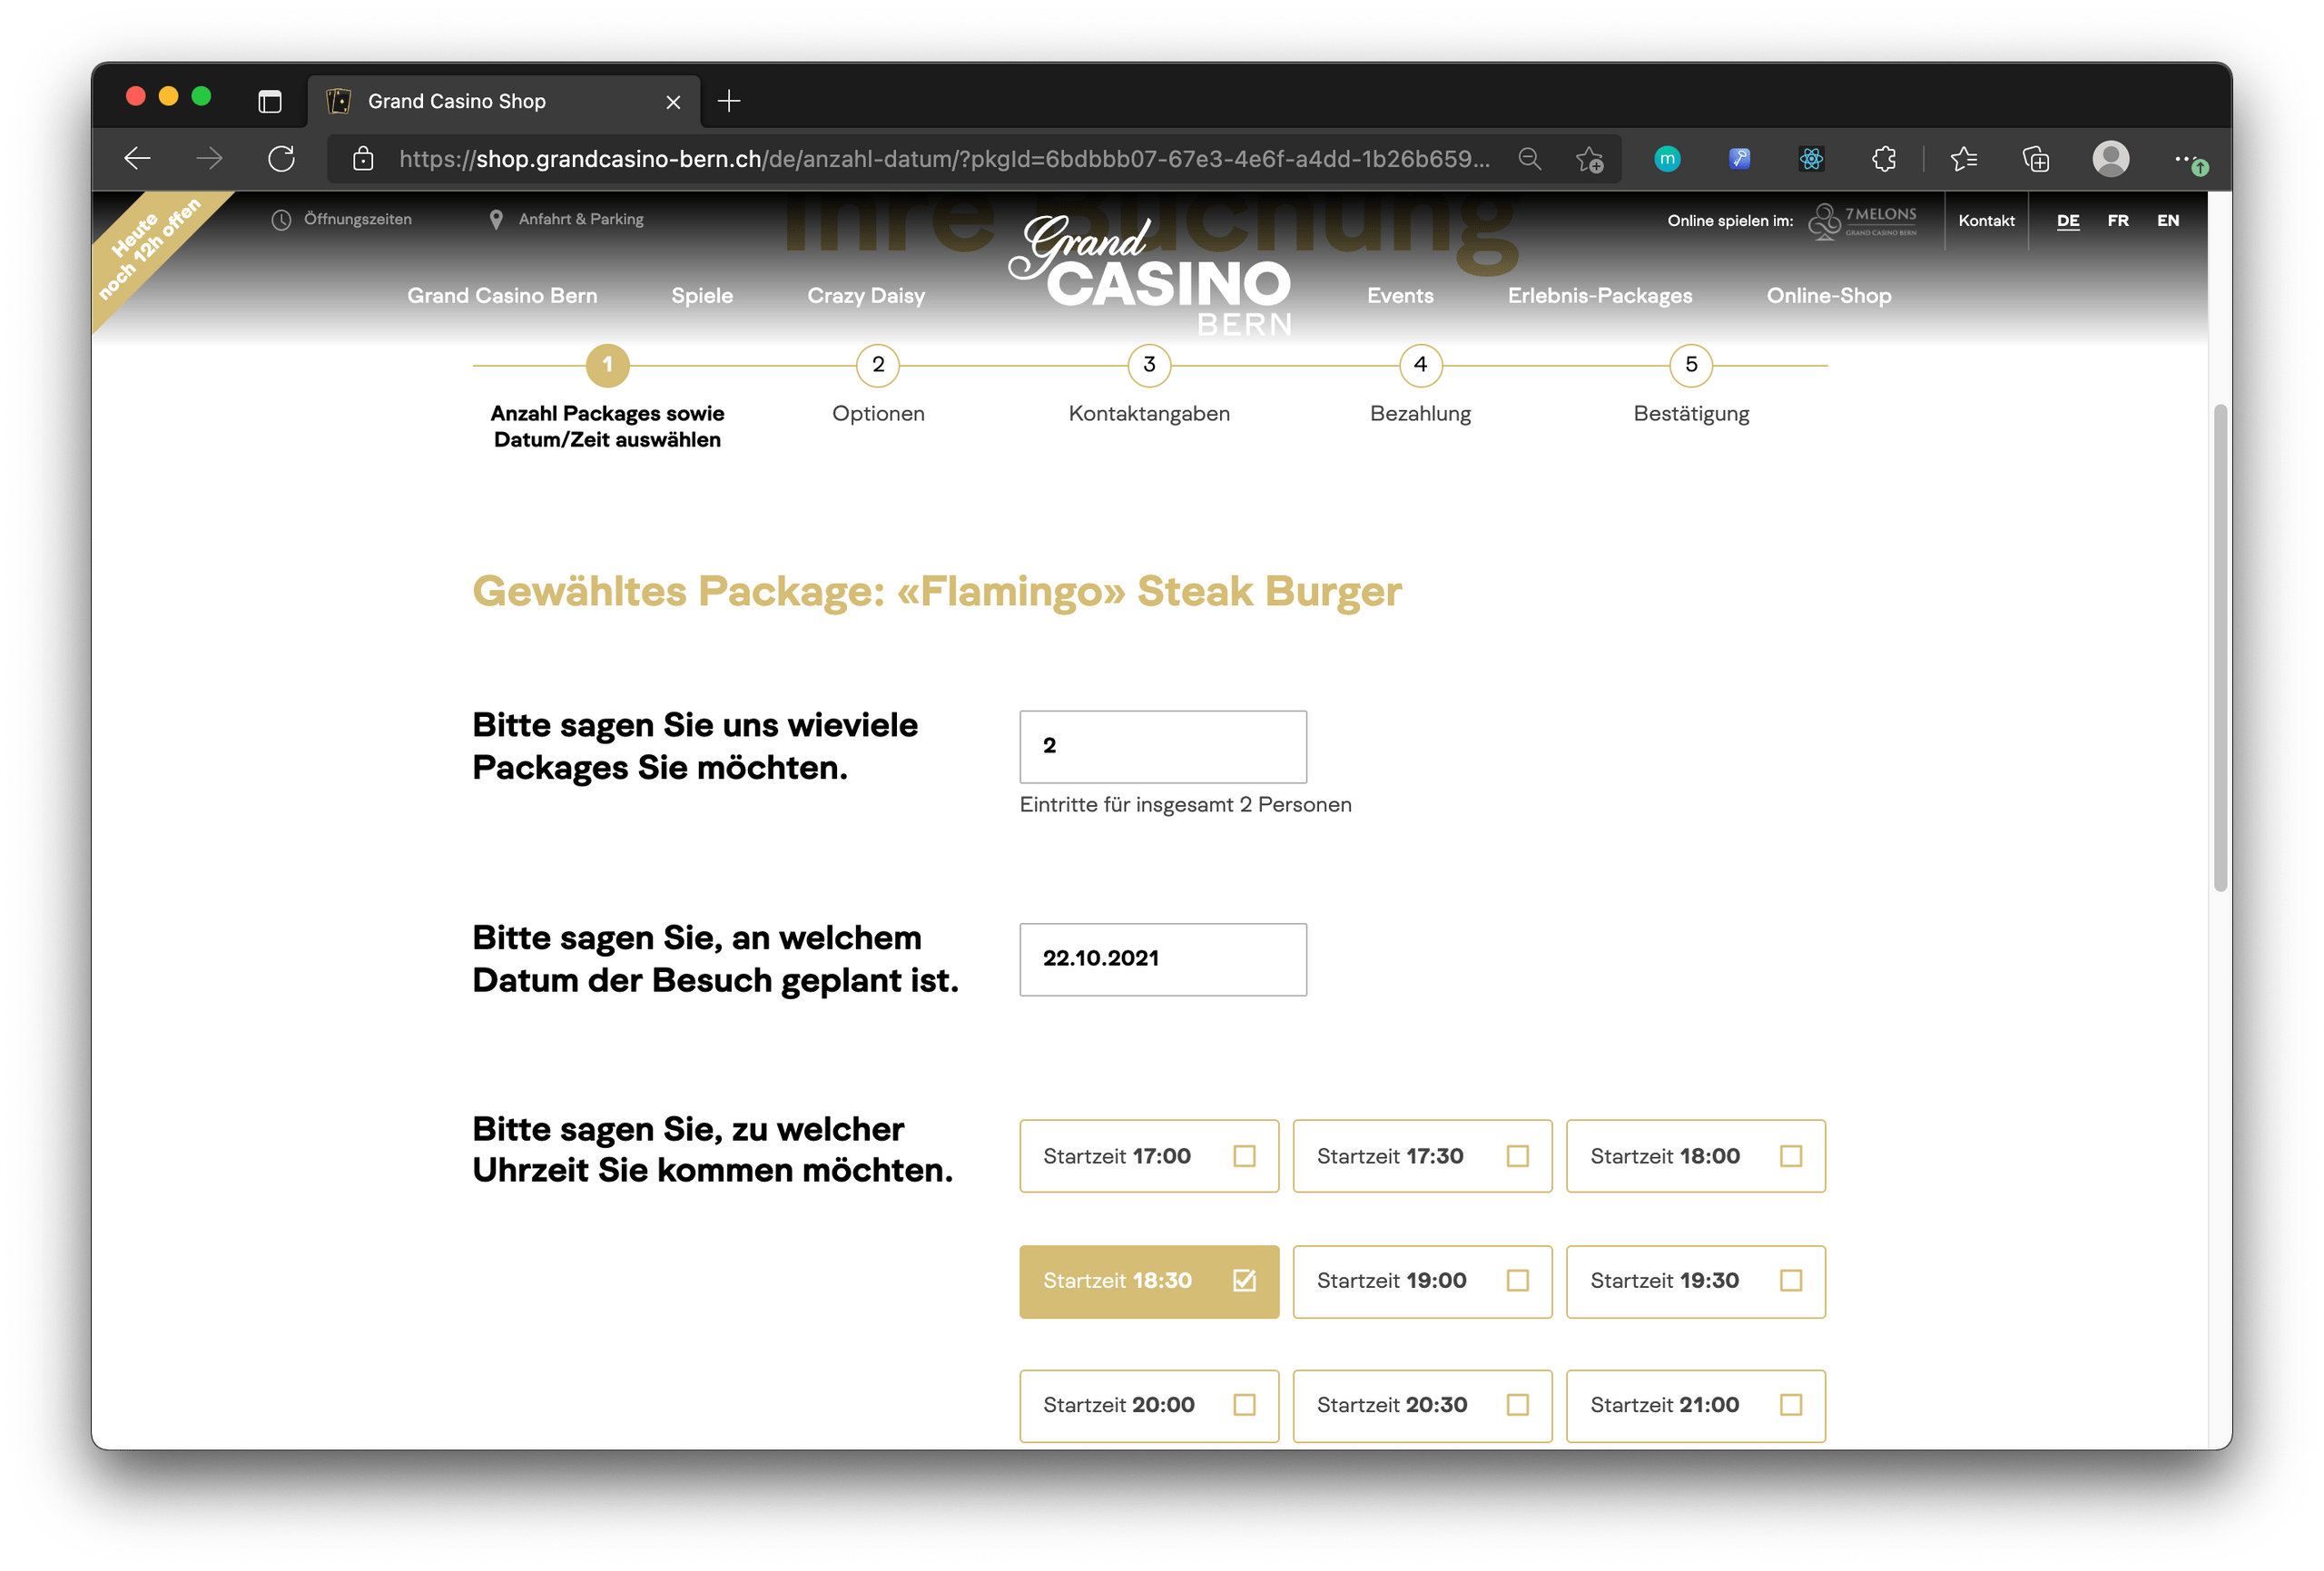 Grand Casino Shop
https://shop.grandcasino-bern.ch/de/anzahl-datum/?pkgId=6bdbbb07-67e3-4e6f-a4dd-1b26b659...
m
Heute
noch 12h offen
Öffnungszeiten
Anfahrt & Parking
Ihre Buchung
Online spielen im:
7 MELONS
GRAND CASINO BERN
Kontakt
DE FR EN
Grand Casino Bern
Spiele
Crazy Daisy
Grand
CASINO
BERN
Events
Erlebnis-Packages
Online-Shop
1 2 3 4 5
Anzahl Packages sowie
Datum/Zeit auswählen
Optionen
Kontaktangaben
Bezahlung
Bestätigung
Gewähltes Package: «Flamingo» Steak Burger
Bitte sagen Sie uns wieviele
Packages Sie möchten.
2
Eintritte für insgesamt 2 Personen
Bitte sagen Sie, an welchem
Datum der Besuch geplant ist.
22.10.2021
Bitte sagen Sie, zu welcher
Uhrzeit Sie kommen möchten.
Startzeit 17:00
Startzeit 17:30
Startzeit 18:00
Startzeit 18:30
Startzeit 19:00
Startzeit 19:30
Startzeit 20:00
Startzeit 20:30
Startzeit 21:00